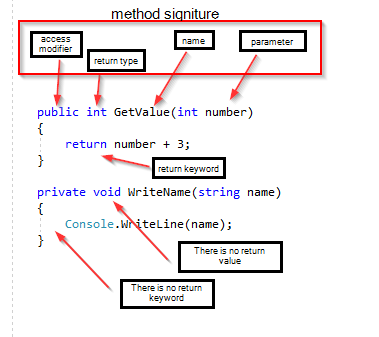 method signiture
access
modifier
return type
name
parameter
public int GetValue(int number)
{
return number + 3;
}
return keyword
private void WriteName(string name)
{
Console.WriteLine(name);
}
There is no return
value
There is no return
keyword